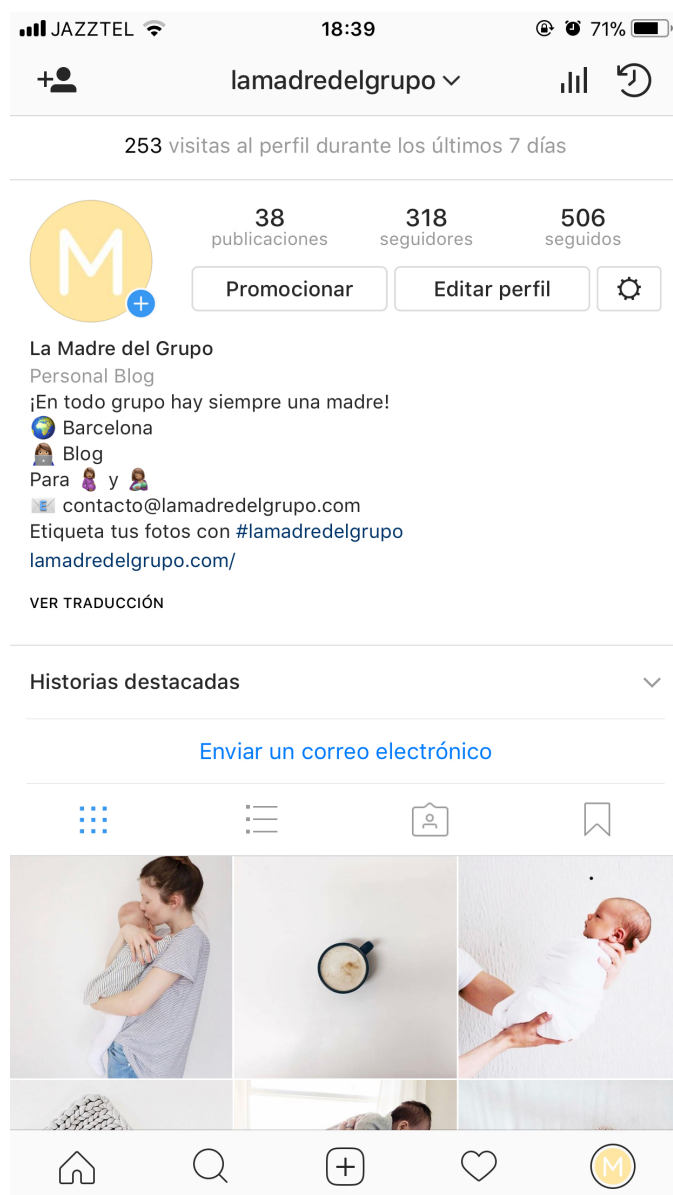 JAZZTEL 18:39 71%
lamadredelgrupo
253 visitas al perfil durante los últimos 7 días
M
38 318 506
publicaciones seguidores seguidos
Promocionar Editar perfil
La Madre del Grupo
Personal Blog
¡En todo grupo hay siempre una madre!
Barcelona
Blog
Para y
contacto@lamadredelgrupo.com
Etiqueta tus fotos con #lamadredelgrupo
lamadredelgrupo.com/
VER TRADUCCIÓN
Historias destacadas
Enviar un correo electrónico
M